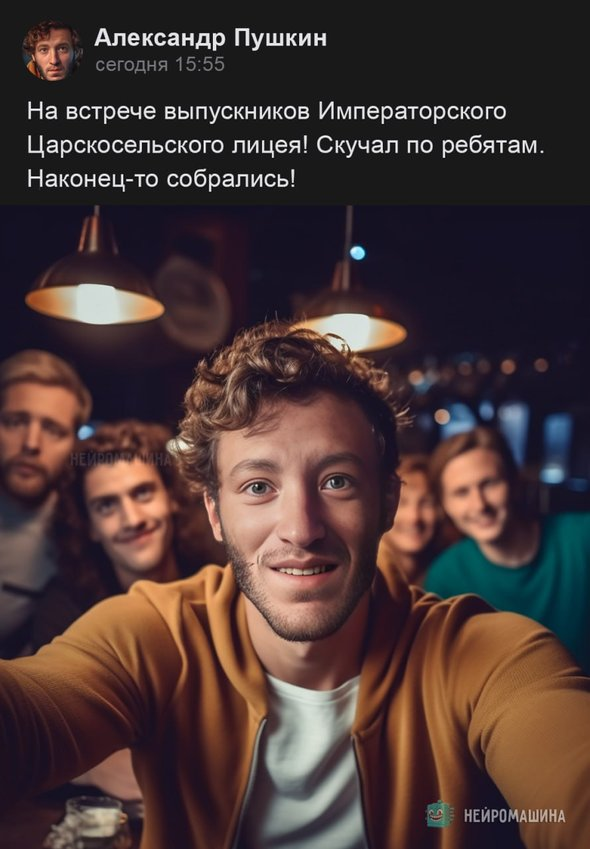 Александр Пушкин
сегодня 15:55
На встрече выпускников Императорского
Царскосельского лицея! Скучал по ребятам.
Наконец-то собрались!
НЕЙРОМАШИНА
НЕЙРОМАШИНА